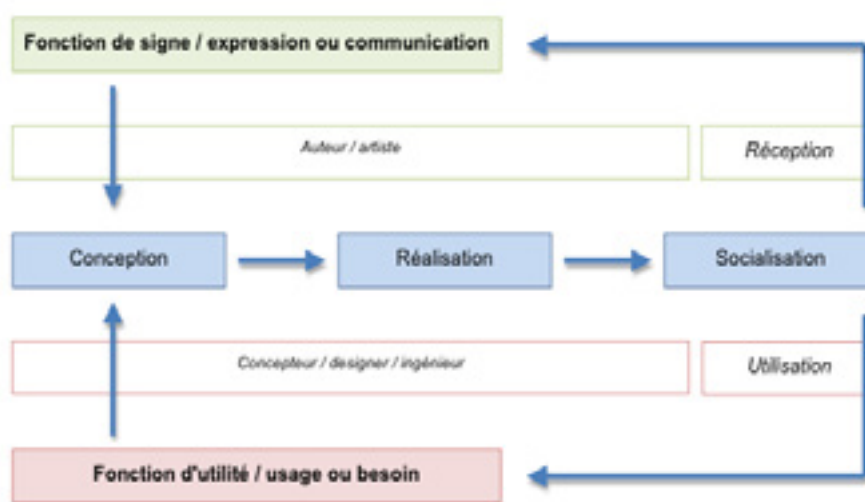 Fonction de signe / expression ou communication
Auteur / artiste
Réception
Conception
Réalisation
Socialisation
Concepteur / designer / ingénieur
Utilisation
Fonction d'utilité / usage ou besoin